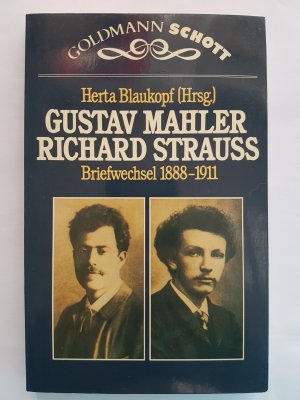 GOLDMANN SCHOTT
Herta Blaukopf (Hrsg.)
GUSTAV MAHLER
RICHARD STRAUSS
Briefwechsel 1888–1911